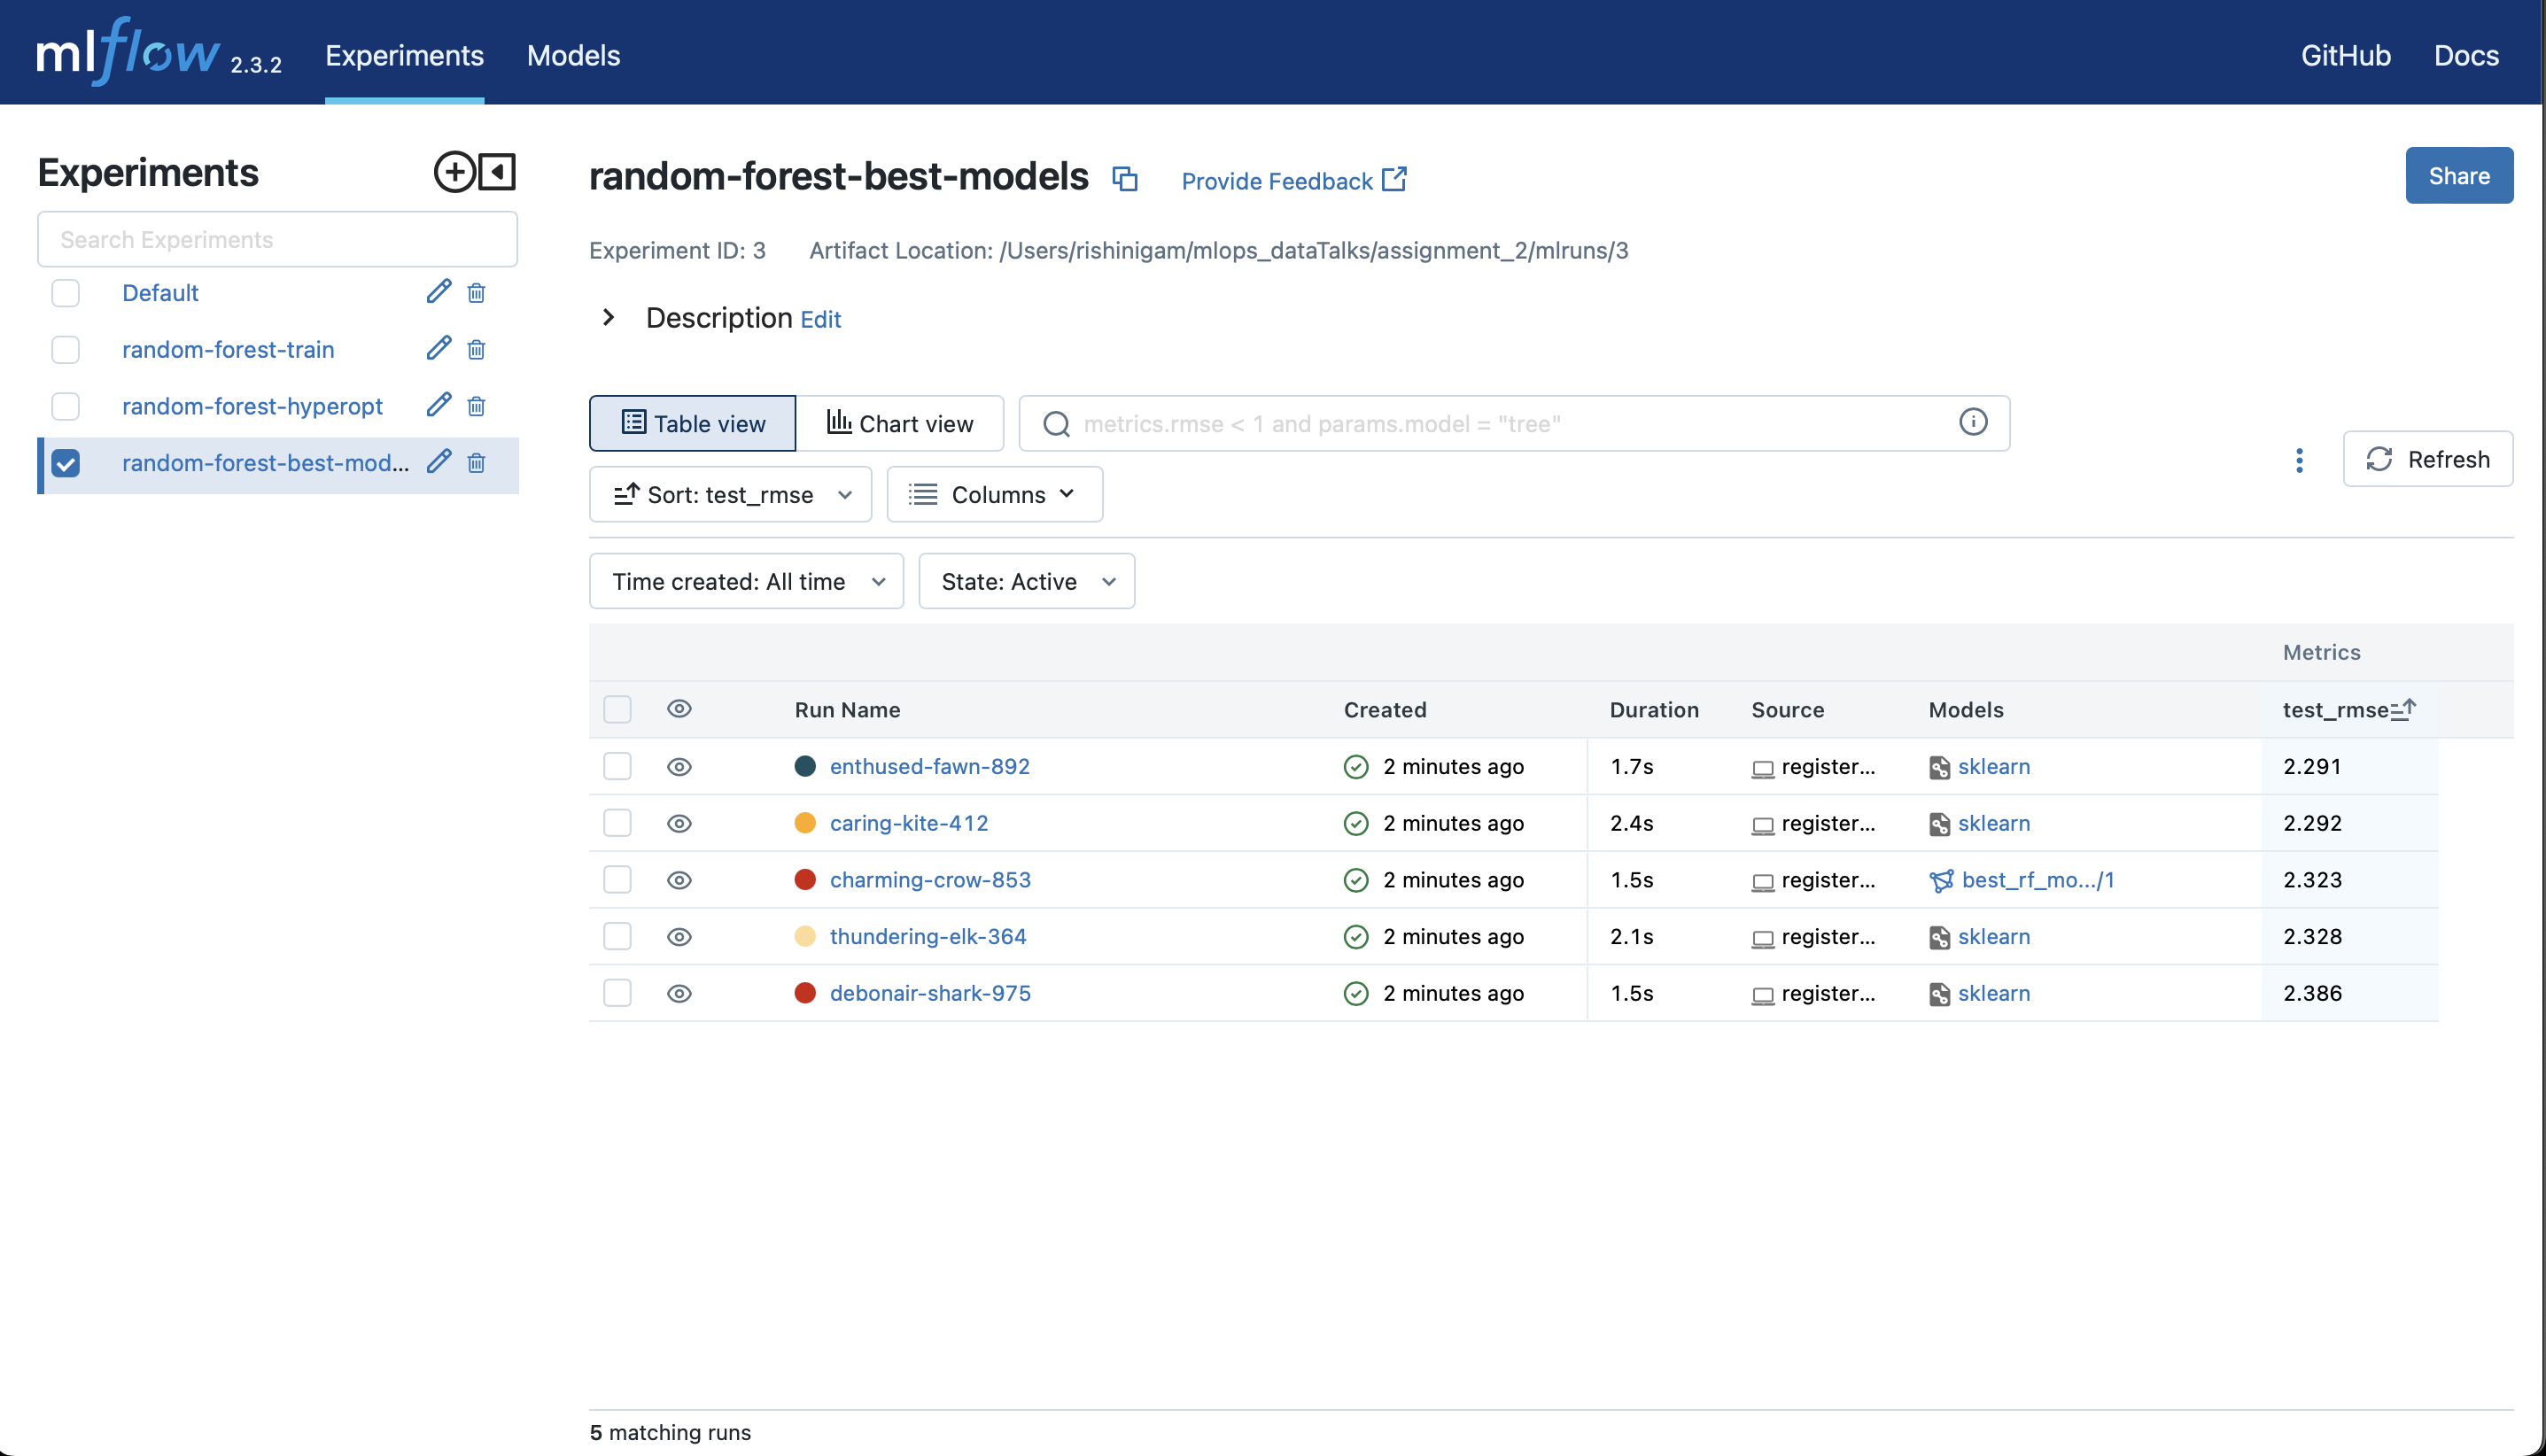 mlflow 2.3.2 Experiments Models GitHub Docs
Experiments
Search Experiments
Default
random-forest-train
random-forest-hyperopt
random-forest-best-mod...
random-forest-best-models Provide Feedback Share
Experiment ID: 3 Artifact Location: /Users/rishinigam/mlops_dataTalks/assignment_2/mlruns/3
Description Edit
Table view Chart view metrics.rmse < 1 and params.model = "tree"
Refresh
Sort: test_rmse Columns
Time created: All time State: Active
Metrics
Run Name Created Duration Source Models test_rmse
enthused-fawn-892 2 minutes ago 1.7s register... sklearn 2.291
caring-kite-412 2 minutes ago 2.4s register... sklearn 2.292
charming-crow-853 2 minutes ago 1.5s register... best_rf_mo.../1 2.323
thundering-elk-364 2 minutes ago 2.1s register... sklearn 2.328
debonair-shark-975 2 minutes ago 1.5s register... sklearn 2.386
5 matching runs